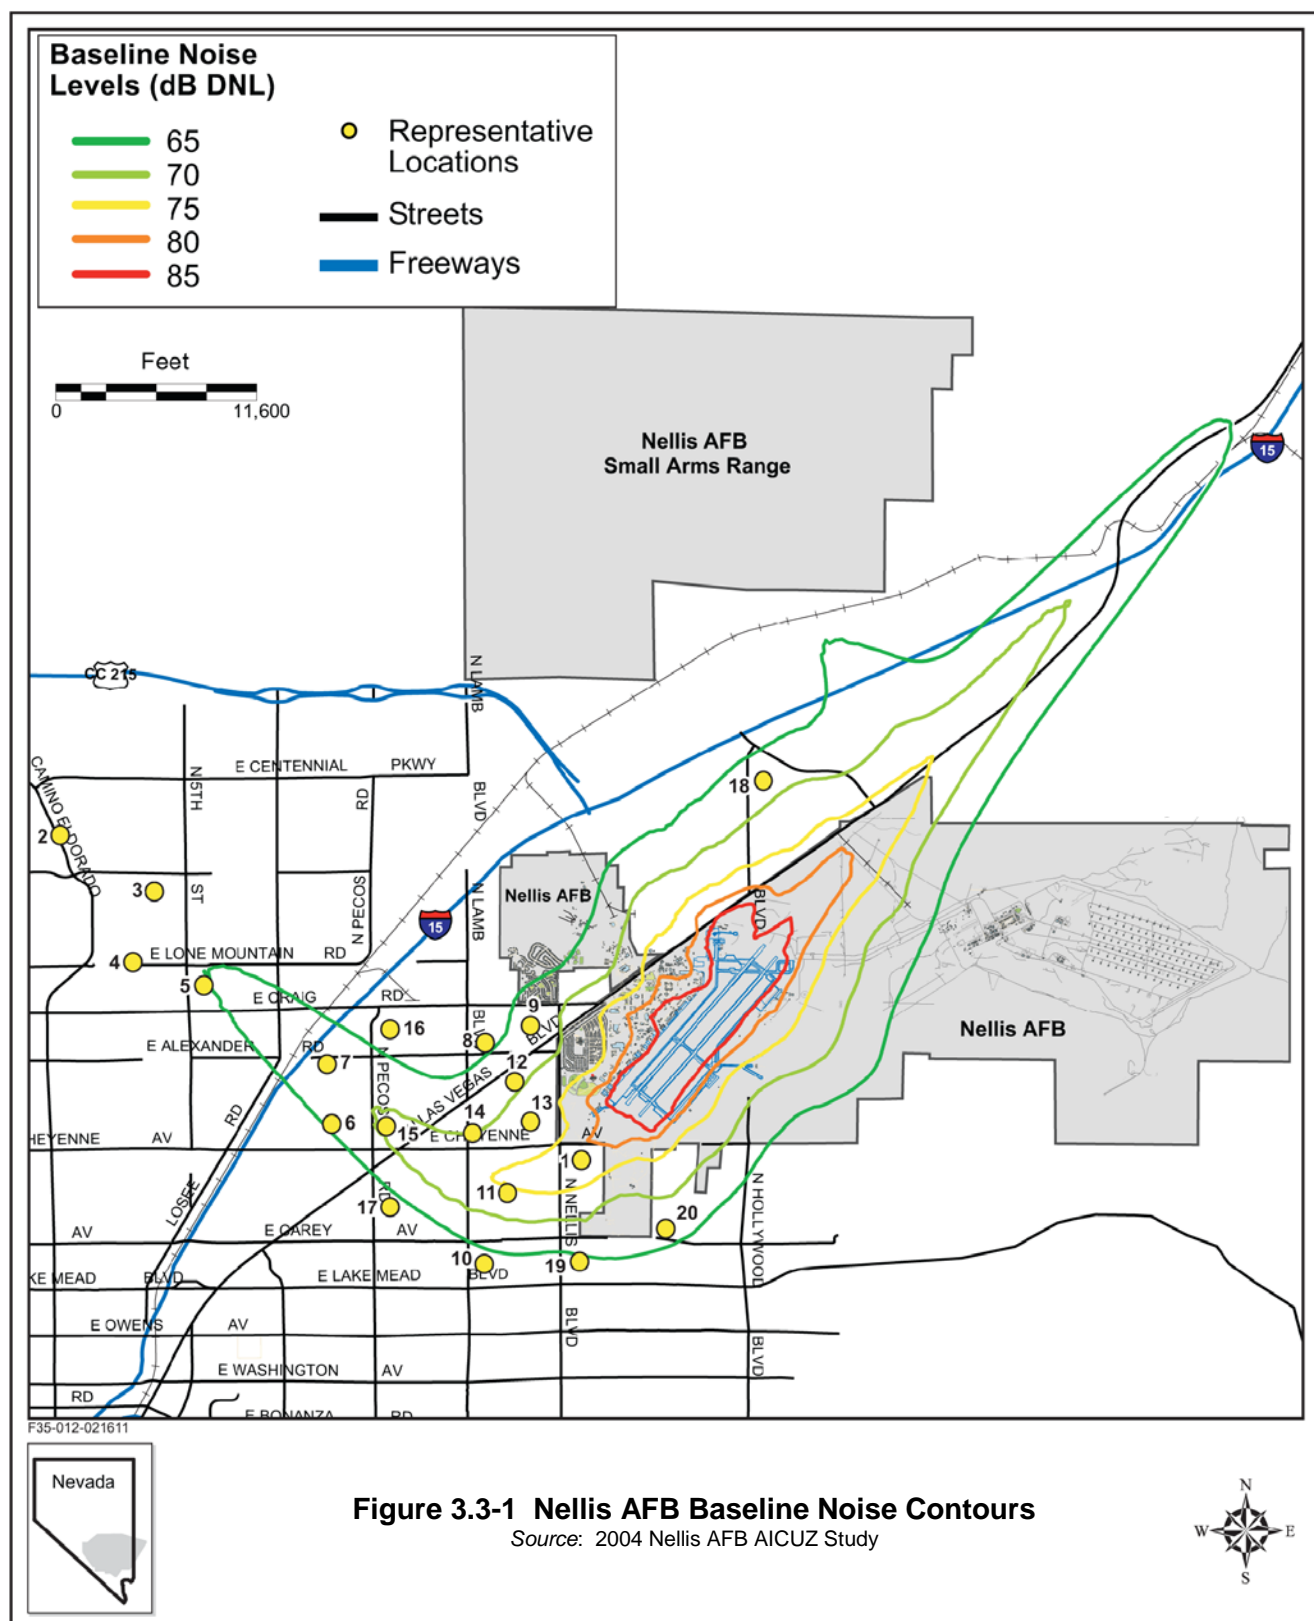 Baseline Noise
Levels (dB DNL)
65
70
75
80
85
Representative
Locations
Streets
Freeways
Feet
0
11,600
Nellis AFB
Small Arms Range
15
CC 215
N LAMB
BLVD
E CENTENNIAL PKWY
CAMINO ELDORADO
N 5TH
ST
RD
N PECOS
18
2
3
Nellis AFB
N LAMB
BLVD
15
E LONE MOUNTAIN RD
4
5
E CRAIG RD
9
16
8
BLVD
BLVD
Nellis AFB
E ALEXANDER RD
7
N PECOS
RD
12
LAS VEGAS
6
14
13
15
HEYENNE AV
E CHEYENNE AV
RD
LOSEE
1
11
N NELLIS
BLVD
N HOLLYWOOD
BLVD
17
20
AV
E CAREY AV
10
19
KE MEAD BLVD
E LAKE MEAD BLVD
E OWENS AV
E WASHINGTON AV
RD
E BONANZA RD
F35-012-021611
Nevada
Figure 3.3-1 Nellis AFB Baseline Noise Contours
Source: 2004 Nellis AFB AICUZ Study
N
W
E
S